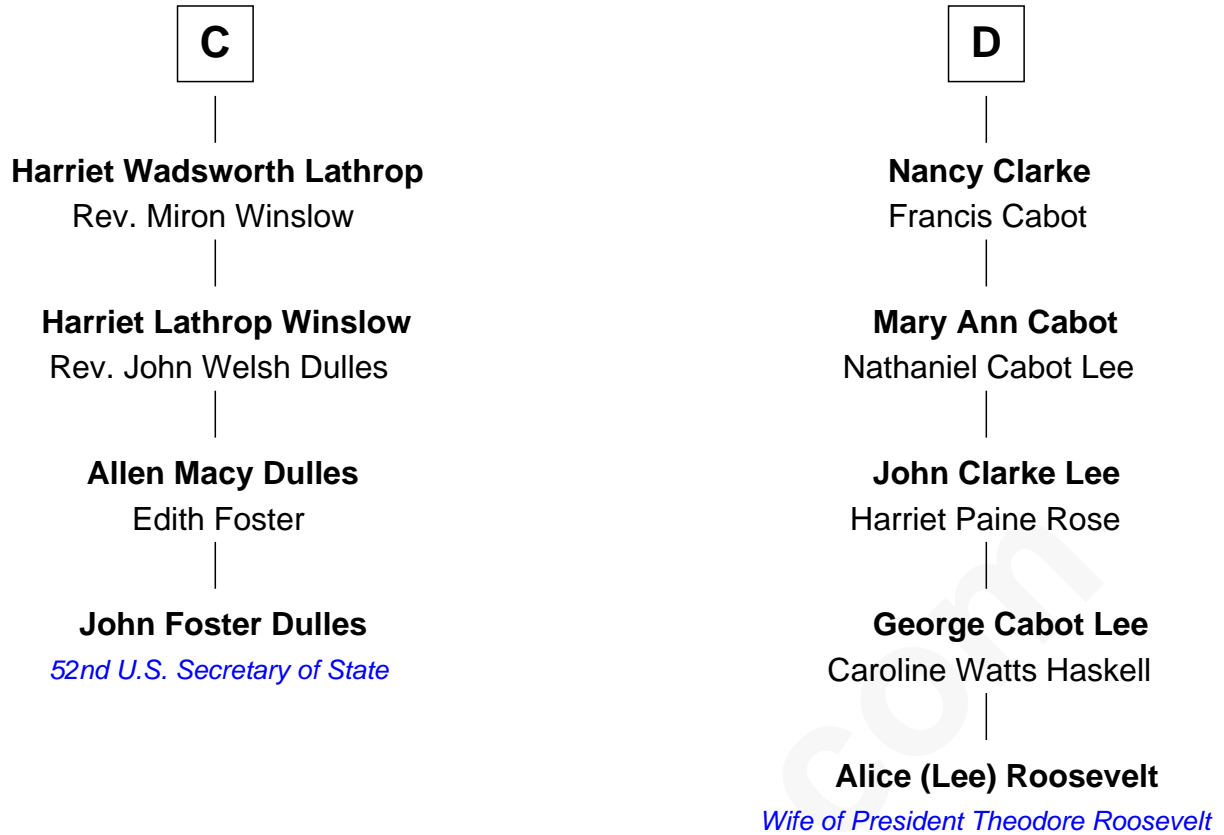 C
Harriet Wadsworth Lathrop
Rev. Miron Winslow
Harriet Lathrop Winslow
Rev. John Welsh Dulles
Allen Macy Dulles
Edith Foster
John Foster Dulles
52nd U.S. Secretary of State
D
Nancy Clarke
Francis Cabot
Mary Ann Cabot
Nathaniel Cabot Lee
John Clarke Lee
Harriet Paine Rose
George Cabot Lee
Caroline Watts Haskell
Alice (Lee) Roosevelt
Wife of President Theodore Roosevelt
com